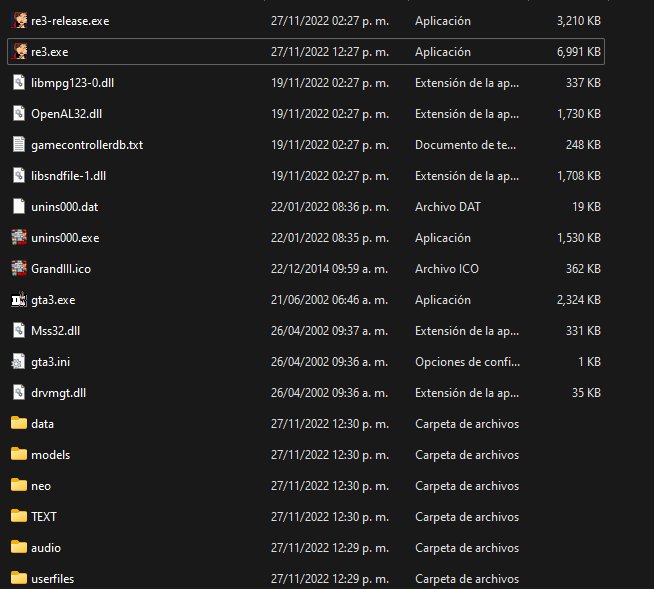 re3-release.exe 27/11/2022 02:27 p. m. Aplicación 3,210 KB
re3.exe 27/11/2022 12:27 p. m. Aplicación 6,991 KB
libmpg123-0.dll 19/11/2022 02:27 p. m. Extensión de la ap... 337 KB
OpenAL32.dll 19/11/2022 02:27 p. m. Extensión de la ap... 1,730 KB
gamecontrollerdb.txt 19/11/2022 02:27 p. m. Documento de te... 248 KB
libsndfile-1.dll 19/11/2022 02:27 p. m. Extensión de la ap... 1,708 KB
unins000.dat 22/01/2022 08:36 p. m. Archivo DAT 19 KB
unins000.exe 22/01/2022 08:35 p. m. Aplicación 1,530 KB
GrandIII.ico 22/12/2014 09:59 a. m. Archivo ICO 362 KB
gta3.exe 21/06/2002 06:46 a. m. Aplicación 2,324 KB
Mss32.dll 26/04/2002 09:37 a. m. Extensión de la ap... 331 KB
gta3.ini 26/04/2002 09:36 a. m. Opciones de confi... 1 KB
drvmgt.dll 26/04/2002 09:36 a. m. Extensión de la ap... 35 KB
data 27/11/2022 12:30 p. m. Carpeta de archivos
models 27/11/2022 12:30 p. m. Carpeta de archivos
neo 27/11/2022 12:30 p. m. Carpeta de archivos
TEXT 27/11/2022 12:30 p. m. Carpeta de archivos
audio 27/11/2022 12:29 p. m. Carpeta de archivos
userfiles 27/11/2022 12:29 p. m. Carpeta de archivos